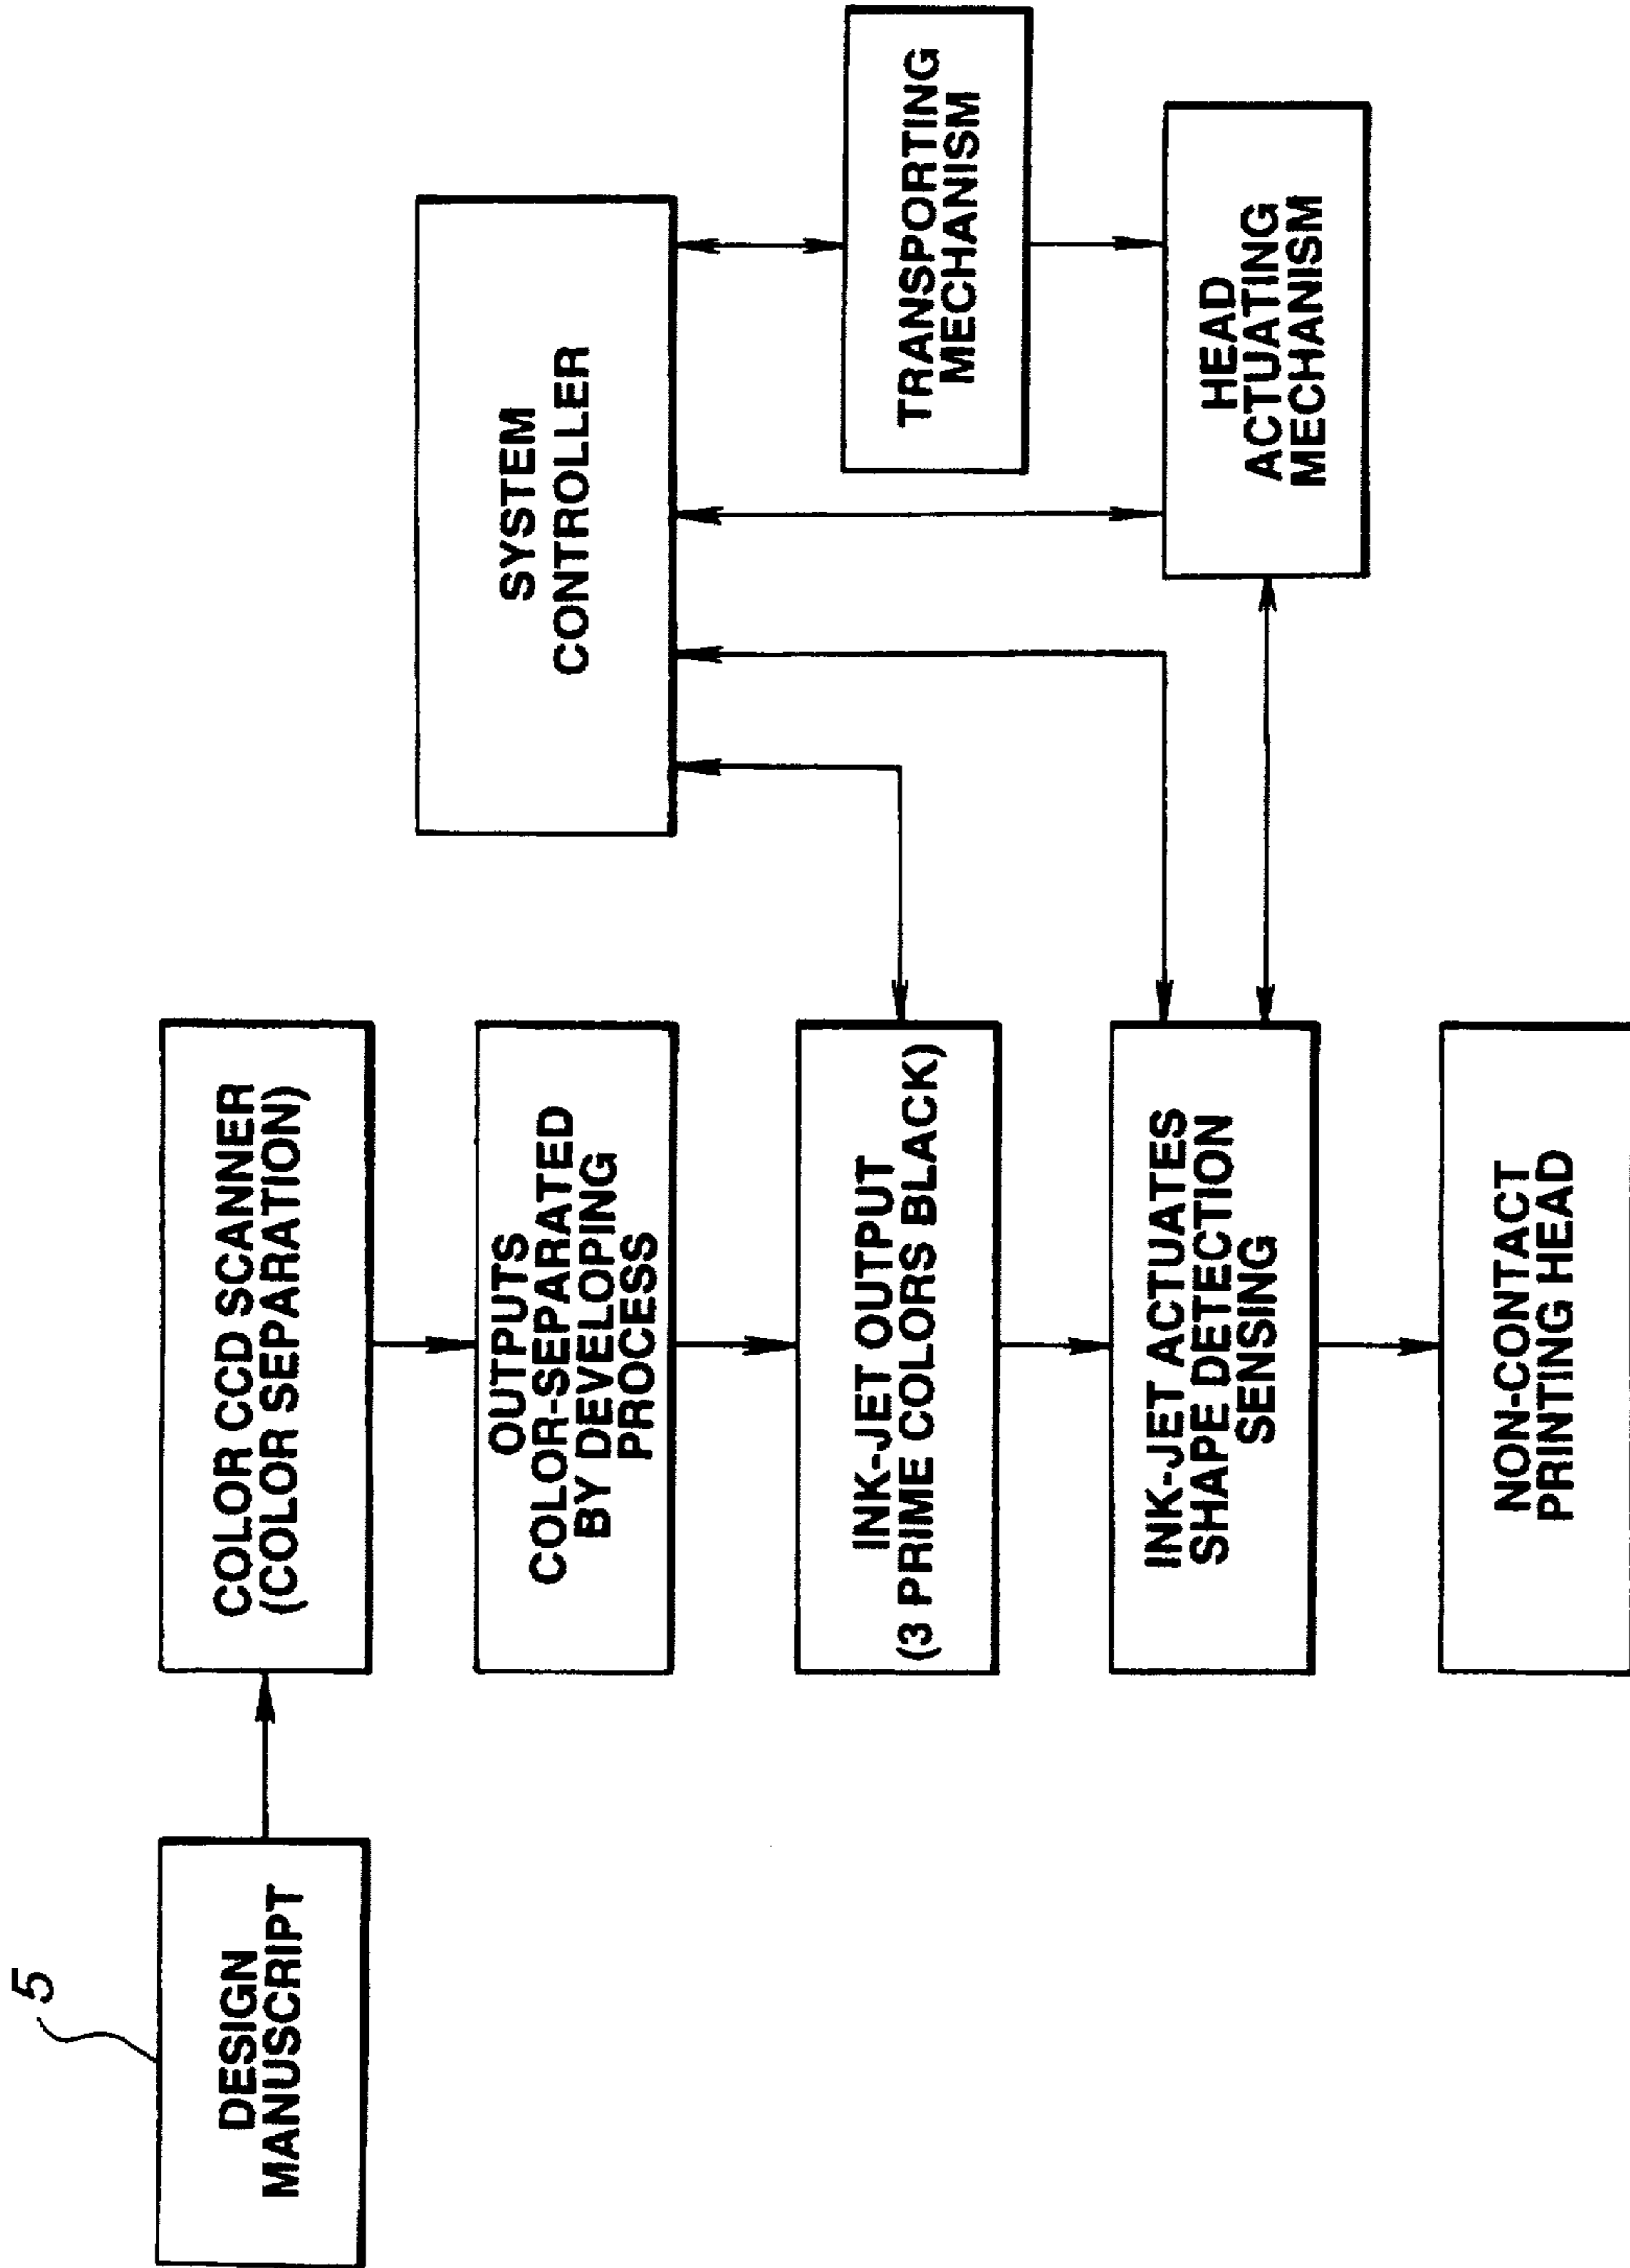 5
DESIGN
MANUSCRIPT
COLOR CCD SCANNER
(COLOR SEPARATION)
OUTPUTS
COLOR-SEPARATED
BY DEVELOPING
PROCESS
INK-JET OUTPUT
(3 PRIME COLORS BLACK)
INK-JET ACTUATES
SHAPE DETECTION
SENSING
NON-CONTACT
PRINTING HEAD
SYSTEM
CONTROLLER
TRANSPORTING
MECHANISM
HEAD
ACTUATING
MECHANISM